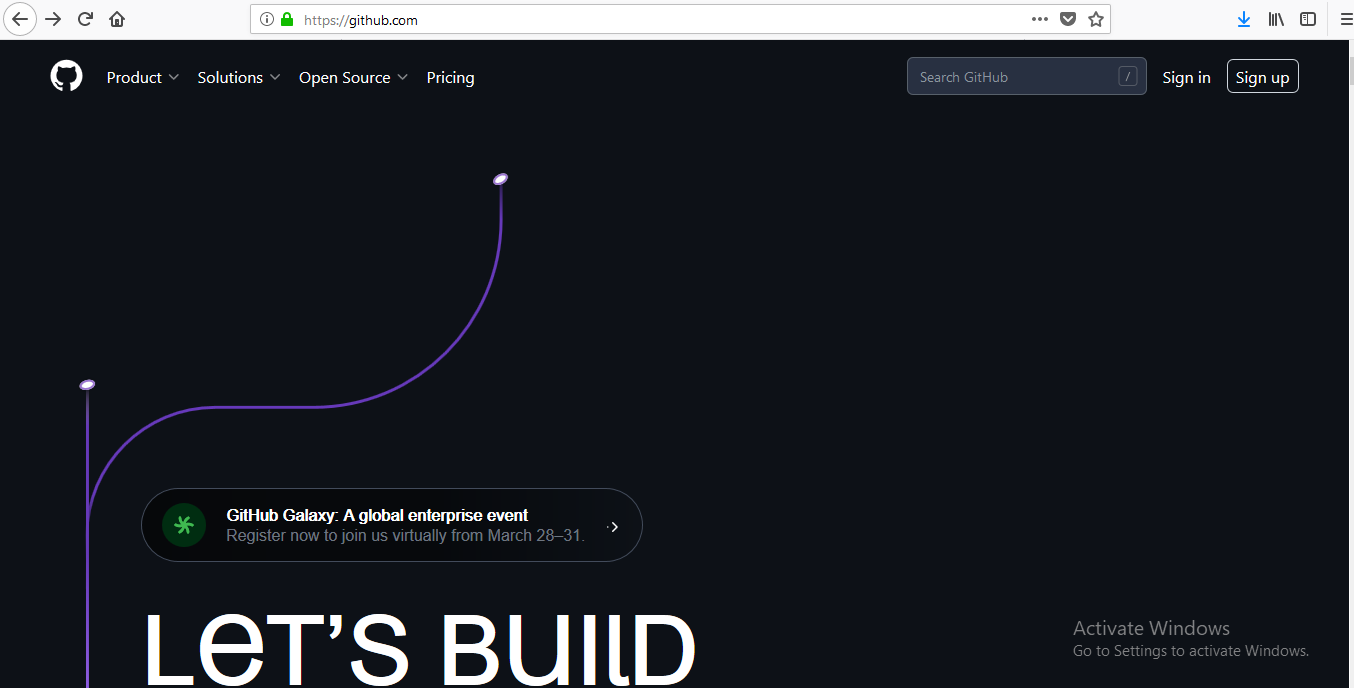 https://github.com
Product
Solutions
Open Source
Pricing
Search GitHub
/
Sign in
Sign up
GitHub Galaxy: A global enterprise event
Register now to join us virtually from March 28–31.
LeT’S BUILD
Activate Windows
Go to Settings to activate Windows.